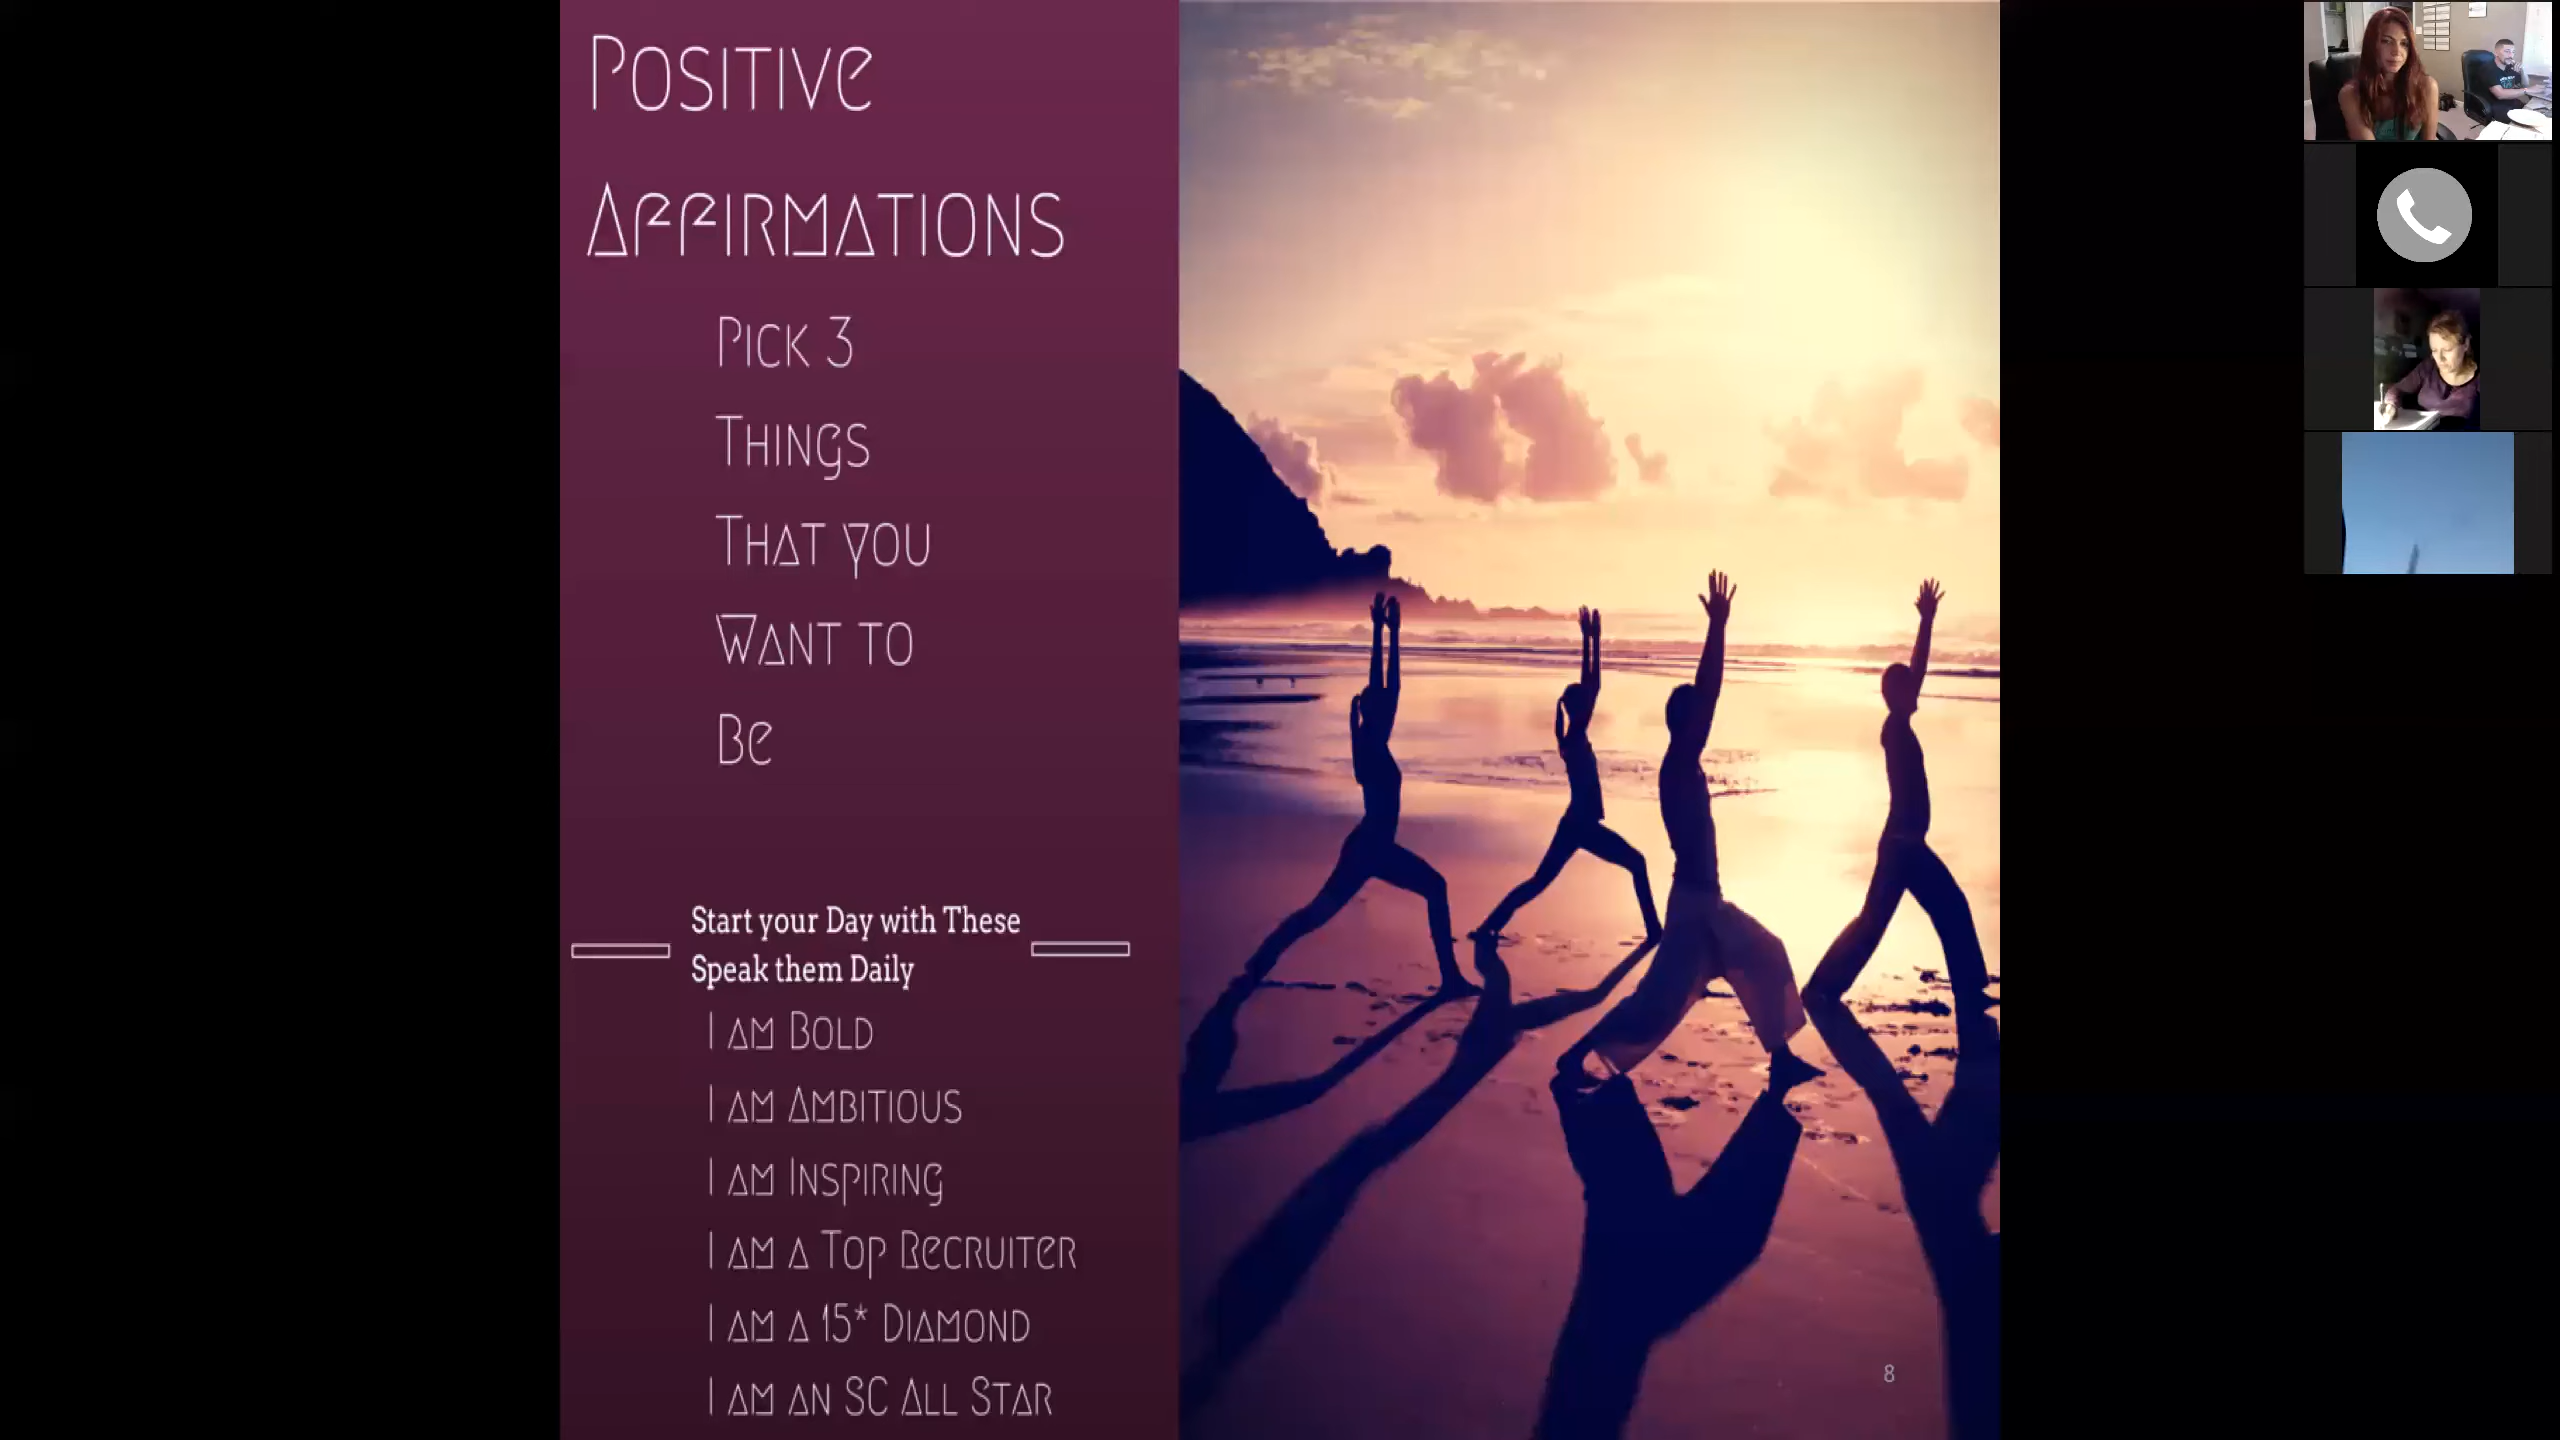 Positive
Affirmations
Pick 3
Things
That you
Want to
Be
Start your Day with These
Speak them Daily
I am Bold
I am Ambitious
I am Inspiring
I am a Top Recruiter
I am a 15* Diamond
I am an SC All Star
8